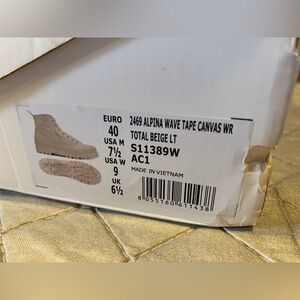 EURO
40
USA M
7½
USA W
9
UK
6½
2469 ALPINA WAVE TAPE CANVAS WR
TOTAL BEIGE LT
S11389W
AC1
MADE IN VIETNAM
8055160611438